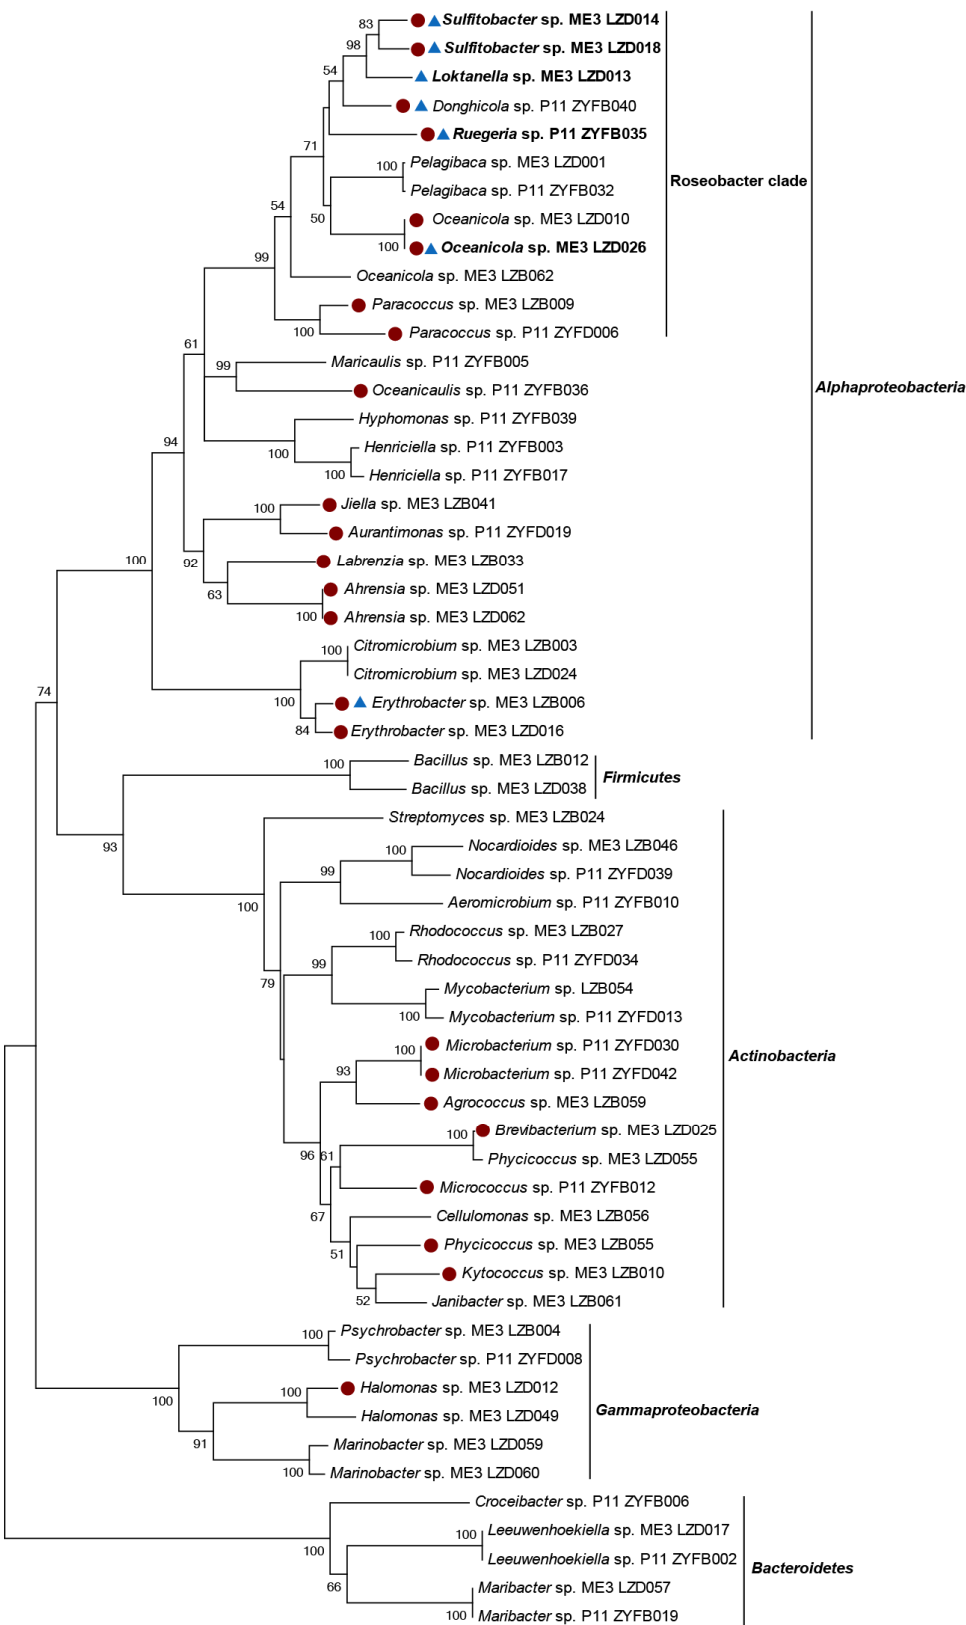 83
Sulfitobacter sp. ME3 LZD014
98
Sulfitobacter sp. ME3 LZD018
54
Loktanella sp. ME3 LZD013
Donghicola sp. P11 ZYFB040
Ruegeria sp. P11 ZYFB035
71
100
Pelagibaca sp. ME3 LZD001
Roseobacter clade
Pelagibaca sp. P11 ZYFB032
54
50
Oceanicola sp. ME3 LZD010
100
Oceanicola sp. ME3 LZD026
99
Oceanicola sp. ME3 LZB062
Paracoccus sp. ME3 LZB009
100
Paracoccus sp. P11 ZYFD006
61
99
Maricaulis sp. P11 ZYFB005
Alphaproteobacteria
Oceanicaulis sp. P11 ZYFB036
Hyphomonas sp. P11 ZYFB039
94
100
Henriciella sp. P11 ZYFB003
100
Henriciella sp. P11 ZYFB017
100
Jiella sp. ME3 LZB041
Aurantimonas sp. P11 ZYFD019
100
92
Labrenzia sp. ME3 LZB033
63
Ahrensia sp. ME3 LZD051
100
Ahrensia sp. ME3 LZD062
100
Citromicrobium sp. ME3 LZB003
Citromicrobium sp. ME3 LZD024
74
100
Erythrobacter sp. ME3 LZB006
84
Erythrobacter sp. ME3 LZD016
100
Bacillus sp. ME3 LZB012
Firmicutes
Bacillus sp. ME3 LZD038
Streptomyces sp. ME3 LZB024
93
100
Nocardioides sp. ME3 LZB046
99
Nocardioides sp. P11 ZYFD039
100
Aeromicrobium sp. P11 ZYFB010
100
Rhodococcus sp. ME3 LZB027
99
Rhodococcus sp. P11 ZYFD034
79
Mycobacterium sp. LZB054
100
Mycobacterium sp. P11 ZYFD013
100
Microbacterium sp. P11 ZYFD030
Actinobacteria
93
Microbacterium sp. P11 ZYFD042
Agrococcus sp. ME3 LZB059
100
Brevibacterium sp. ME3 LZD025
96
61
Phycicoccus sp. ME3 LZD055
Micrococcus sp. P11 ZYFB012
67
Cellulomonas sp. ME3 LZB056
51
Phycicoccus sp. ME3 LZB055
Kytococcus sp. ME3 LZB010
52
Janibacter sp. ME3 LZB061
100
Psychrobacter sp. ME3 LZB004
Psychrobacter sp. P11 ZYFD008
100
100
Halomonas sp. ME3 LZD012
Gammaproteobacteria
Halomonas sp. ME3 LZD049
91
Marinobacter sp. ME3 LZD059
100
Marinobacter sp. ME3 LZD060
Croceibacter sp. P11 ZYFB006
100
100
Leeuwenhoekiella sp. ME3 LZD017
Leeuwenhoekiella sp. P11 ZYFB002
Bacteroidetes
66
Maribacter sp. ME3 LZD057
100
Maribacter sp. P11 ZYFB019